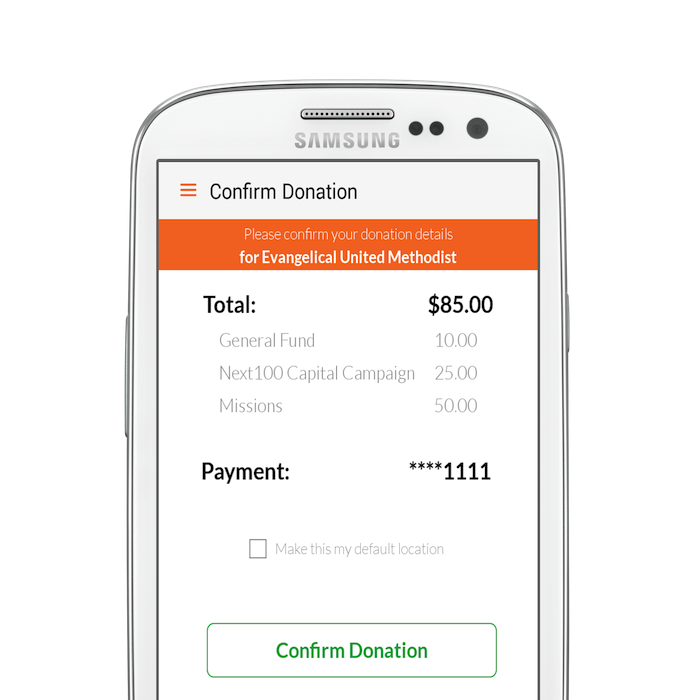 SAMSUNG
Confirm Donation
Please confirm your donation details
for Evangelical United Methodist
Total: $85.00
General Fund 10.00
Next100 Capital Campaign 25.00
Missions 50.00
Payment: ****1111
Make this my default location
Confirm Donation